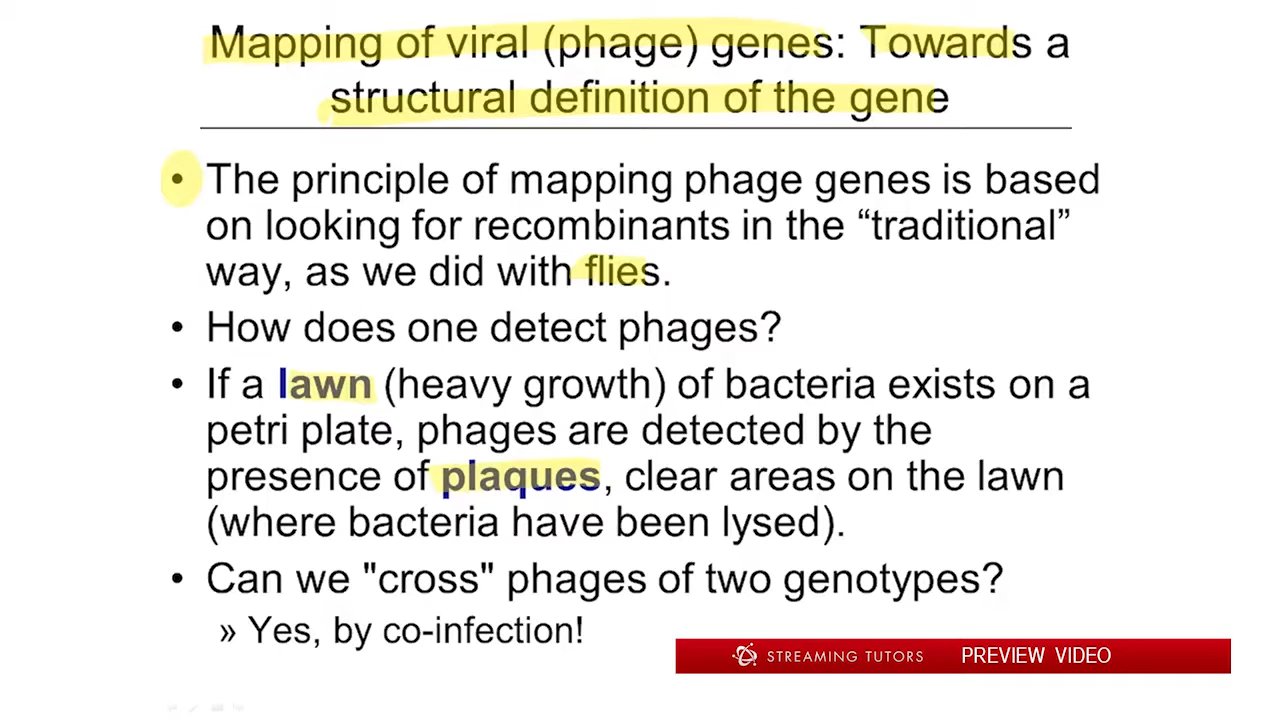 Mapping of viral (phage) genes: Towards a
structural definition of the gene
• The principle of mapping phage genes is based
on looking for recombinants in the “traditional”
way, as we did with flies.
• How does one detect phages?
• If a lawn (heavy growth) of bacteria exists on a
petri plate, phages are detected by the
presence of plaques, clear areas on the lawn
(where bacteria have been lysed).
• Can we "cross" phages of two genotypes?
» Yes, by co-infection!
STREAMING TUTORS PREVIEW VIDEO